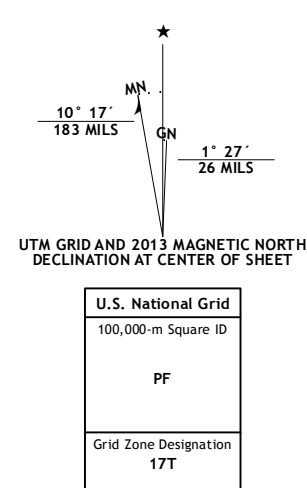 ★
MN
10° 17´
183 MILS
GN
1° 27´
26 MILS
UTM GRID AND 2013 MAGNETIC NORTH
DECLINATION AT CENTER OF SHEET
U.S. National Grid
100,000-m Square ID
PF
Grid Zone Designation
17T